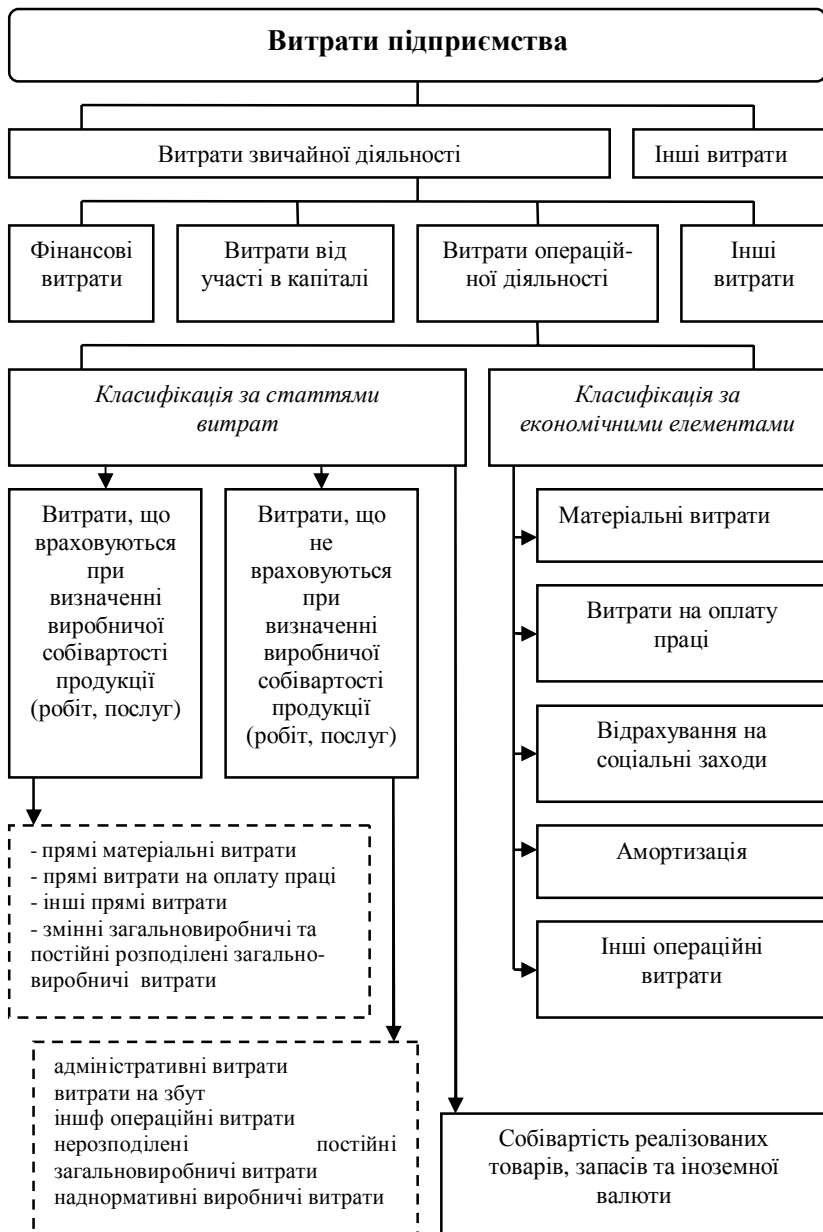 Витрати підприємства
Витрати звичайної діяльності
Інші витрати
Фінансові
витрати
Витрати від
участі в капіталі
Витрати операцій-
ної діяльності
Інші
витрати
Класифікація за статтями
витрат
Класифікація за
економічними елементами
Витрати, що
враховуються
при
визначенні
виробничої
собівартості
продукції
(робіт, послуг)
Витрати, що
не
враховуються
при
визначенні
виробничої
собівартості
продукції
(робіт, послуг)
Матеріальні витрати
Витрати на оплату
праці
Відрахування на
соціальні заходи
Амортизація
Інші операційні
витрати
- прямі матеріальні витрати
- прямі витрати на оплату праці
- інші прямі витрати
- змінні загальновиробничі та
постійні розподілені загально-
виробничі витрати
адміністративні витрати
витрати на збут
іншф операційні витрати
нерозподілені постійні
загальновиробничі витрати
наднормативні виробничі витрати
Собівартість реалізованих
товарів, запасів та іноземної
валюти